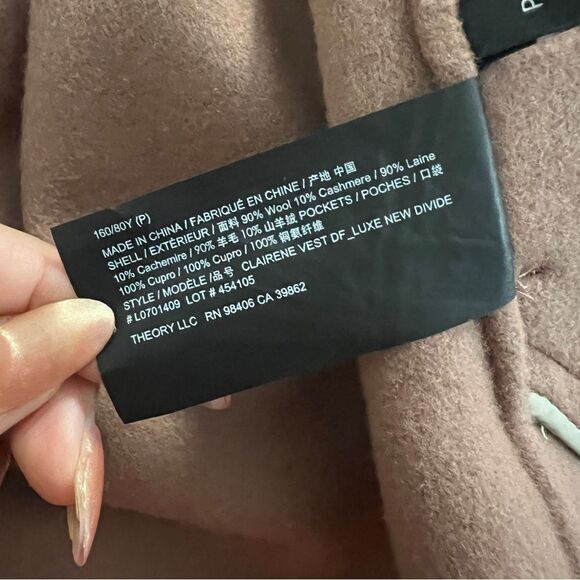 P
160/80Y (P)
MADE IN CHINA / FABRIQUÉ EN CHINE / 产地 中国
SHELL / EXTÉRIEUR / 面料 90% Wool 10% Cashmere / 90% Laine
10% Cachemire / 90% 羊毛 10% 山羊绒 POCKETS / POCHES / 口袋
100% Cupro / 100% Cupro / 100% 铜氨纤维
STYLE / MODÈLE / 品号 CLAIRENE VEST DF_LUXE NEW DIVIDE
# L0701409 LOT # 454105
THEORY LLC RN 98406 CA 39862